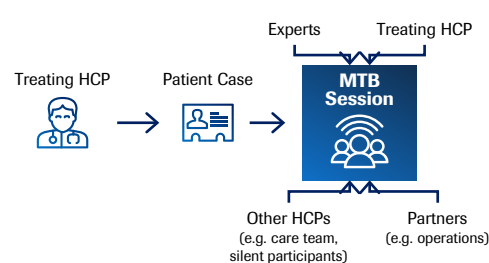 Experts
Treating HCP
Treating HCP
Patient Case
MTB
Session
Other HCPs
(e.g. care team,
silent participants)
Partners
(e.g. operations)